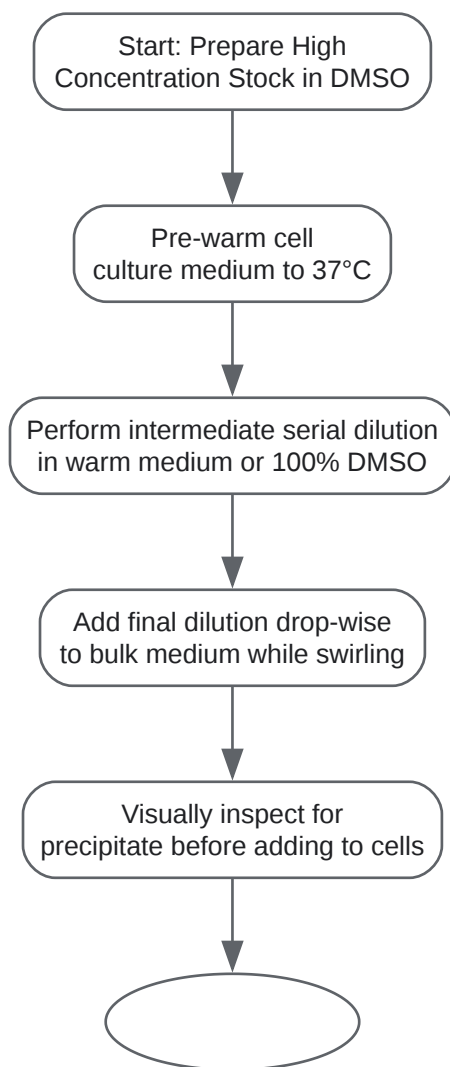 Start: Prepare High
Concentration Stock in DMSO
Pre-warm cell
culture medium to 37°C
Perform intermediate serial dilution
in warm medium or 100% DMSO
Add final dilution drop-wise
to bulk medium while swirling
Visually inspect for
precipitate before adding to cells